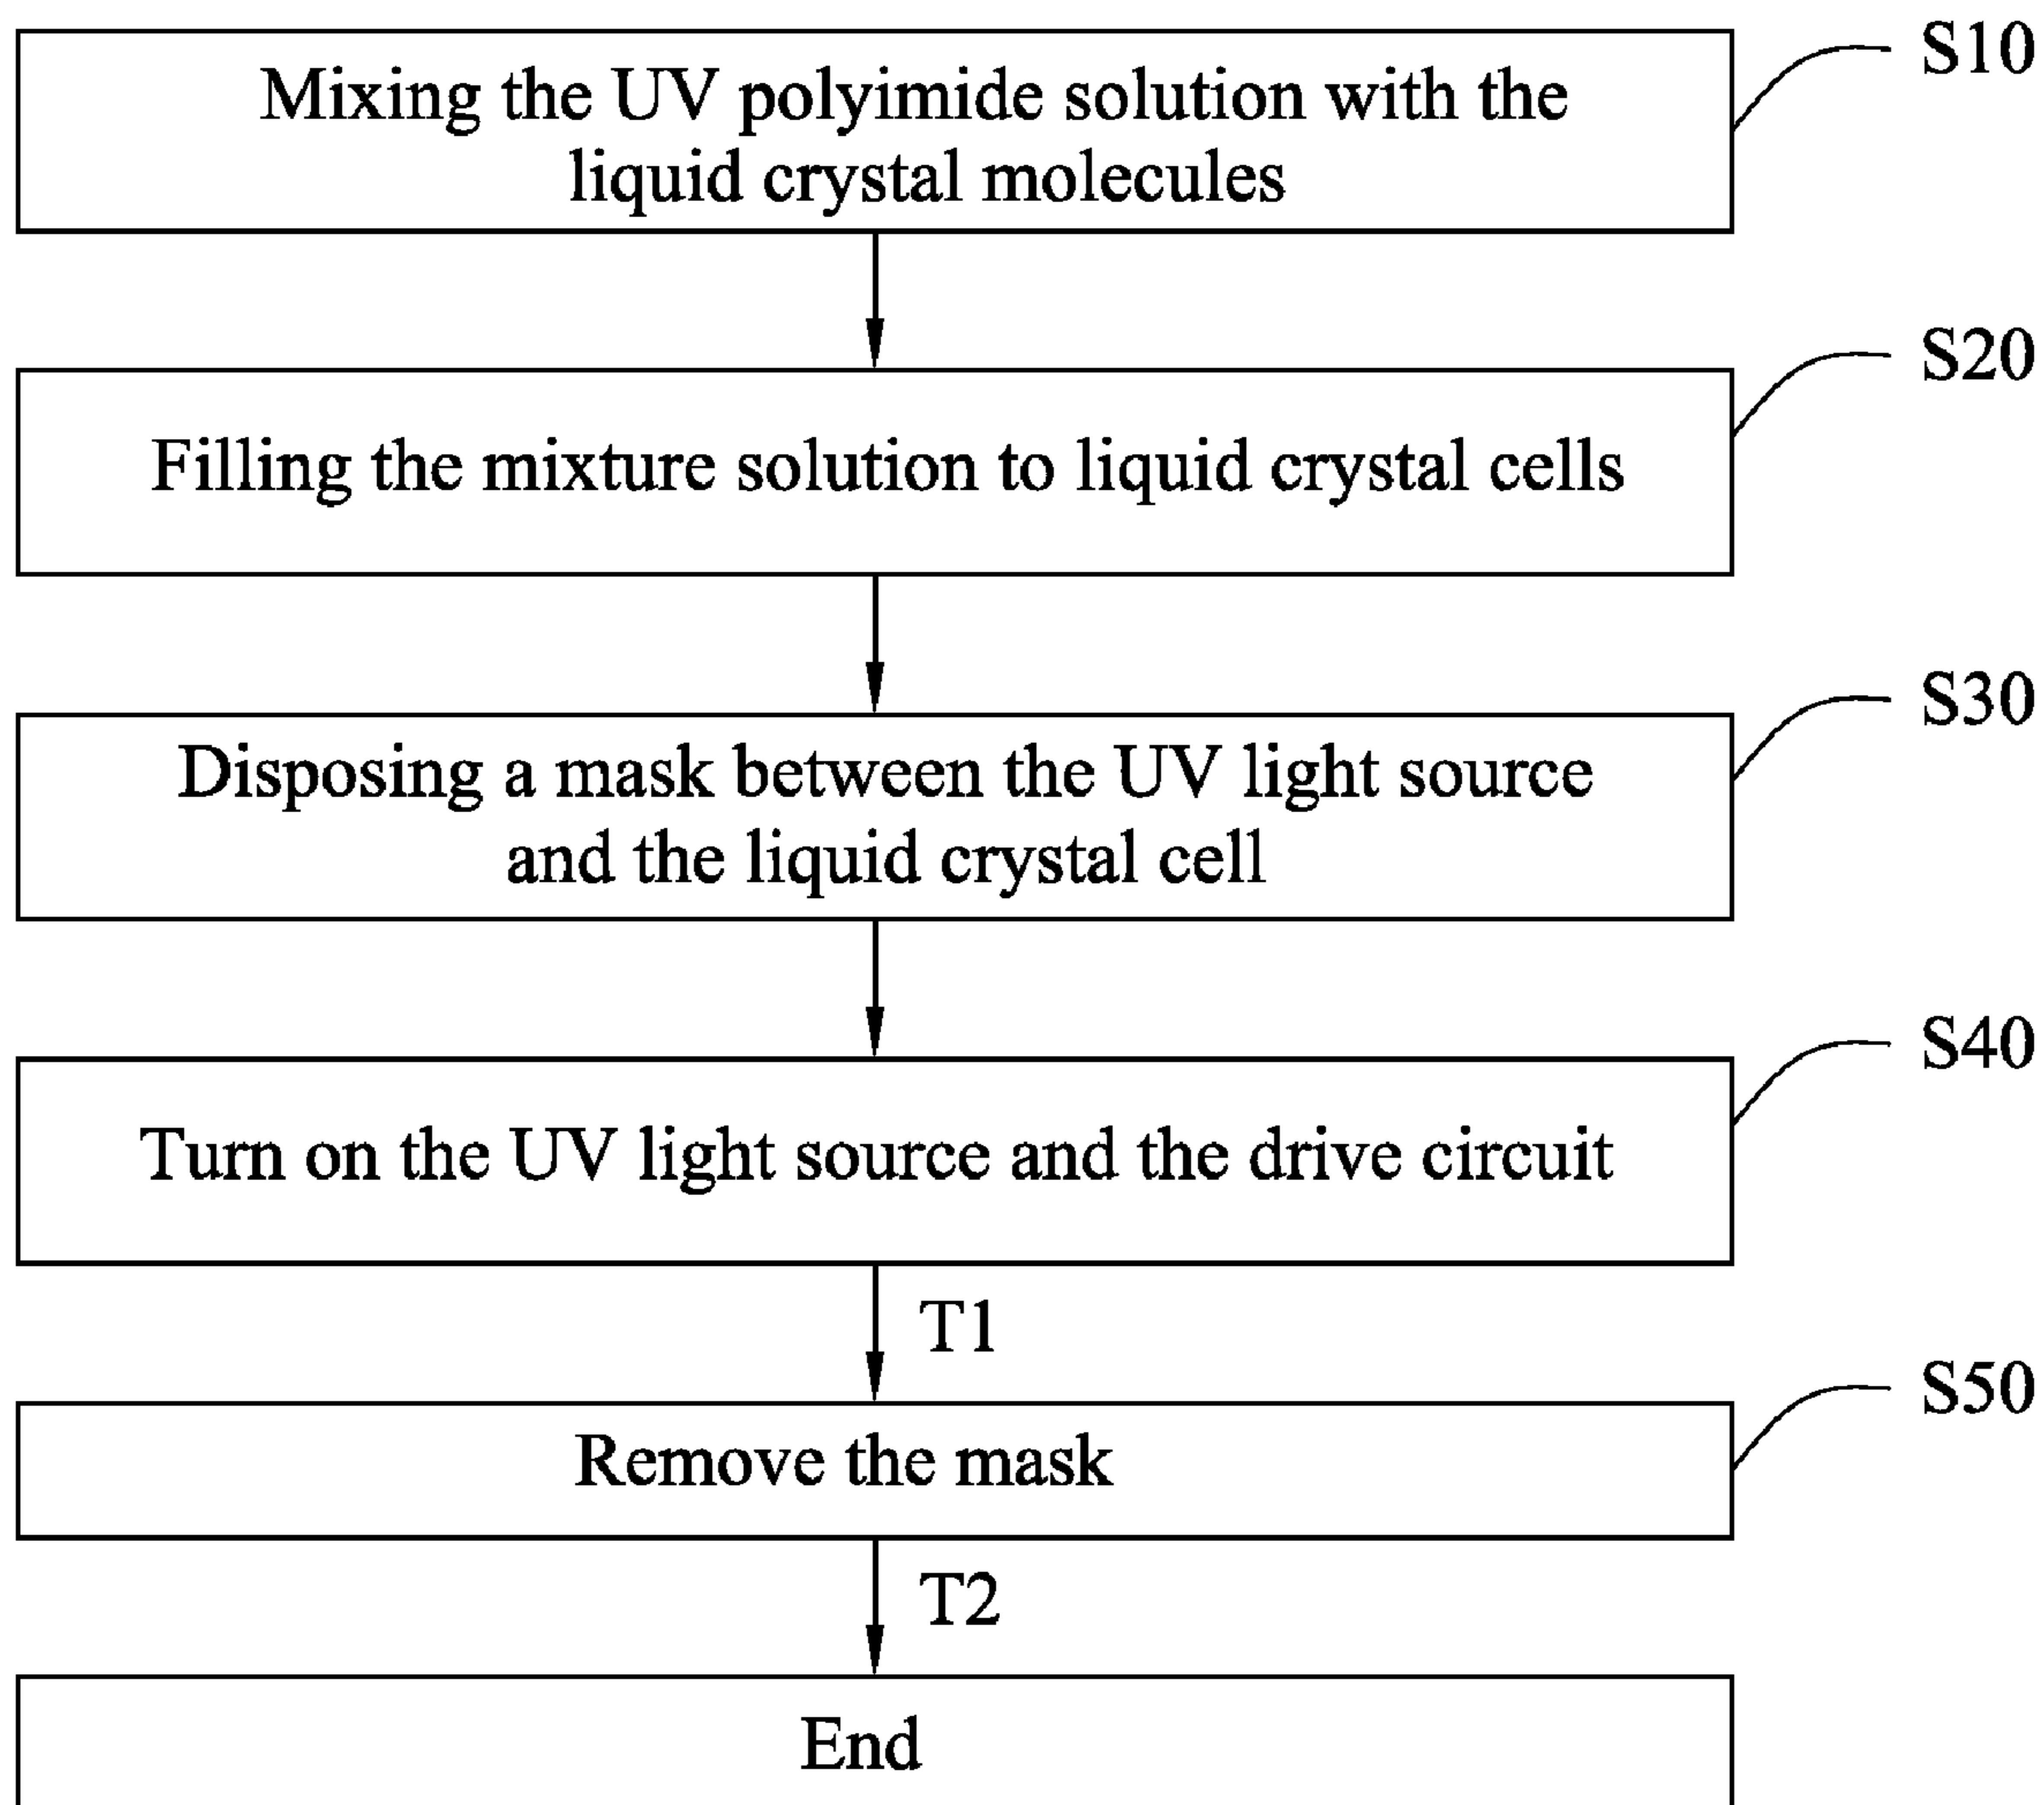 S10
Mixing the UV polyimide solution with the
liquid crystal molecules
S20
Filling the mixture solution to liquid crystal cells
S30
Disposing a mask between the UV light source
and the liquid crystal cell
S40
Turn on the UV light source and the drive circuit
T1
S50
Remove the mask
T2
End